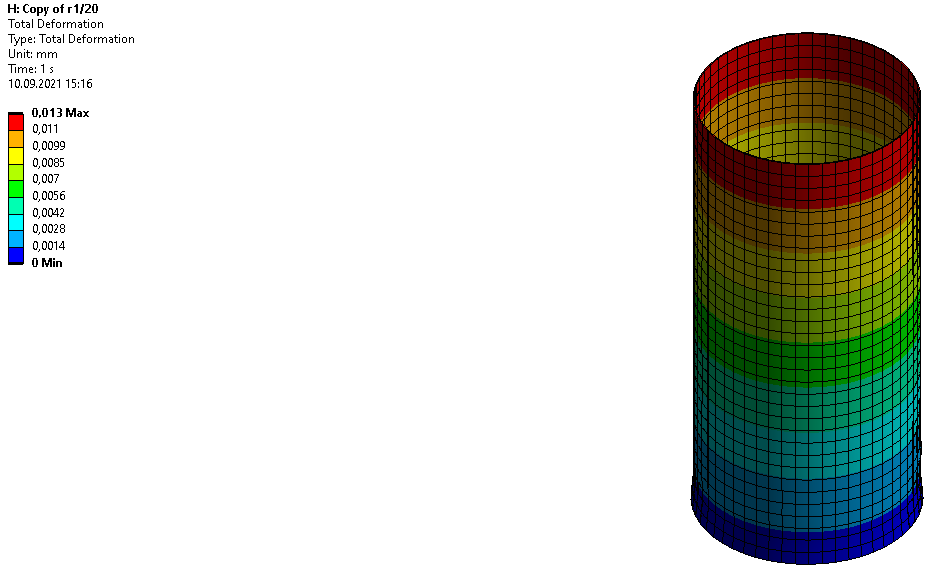 H: Copy of r1/20
Total Deformation
Type: Total Deformation
Unit: mm
Time: 1 s
10.09.2021 15:16
0,013 Max
0,011
0,0099
0,0085
0,007
0,0056
0,0042
0,0028
0,0014
0 Min